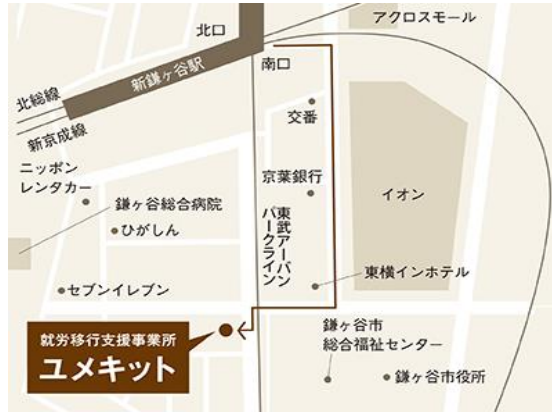 アクロスモール
北口
新鎌ヶ谷駅
南口
北総線
新京成線
交番
ニッポン
レンタカー
京葉銀行
イオン
鎌ヶ谷総合病院
ひがしん
東武アーバン
パークライン
セブンイレブン
東横インホテル
就労移行支援事業所
ユメキット
鎌ヶ谷市
総合福祉センター
鎌ヶ谷市役所